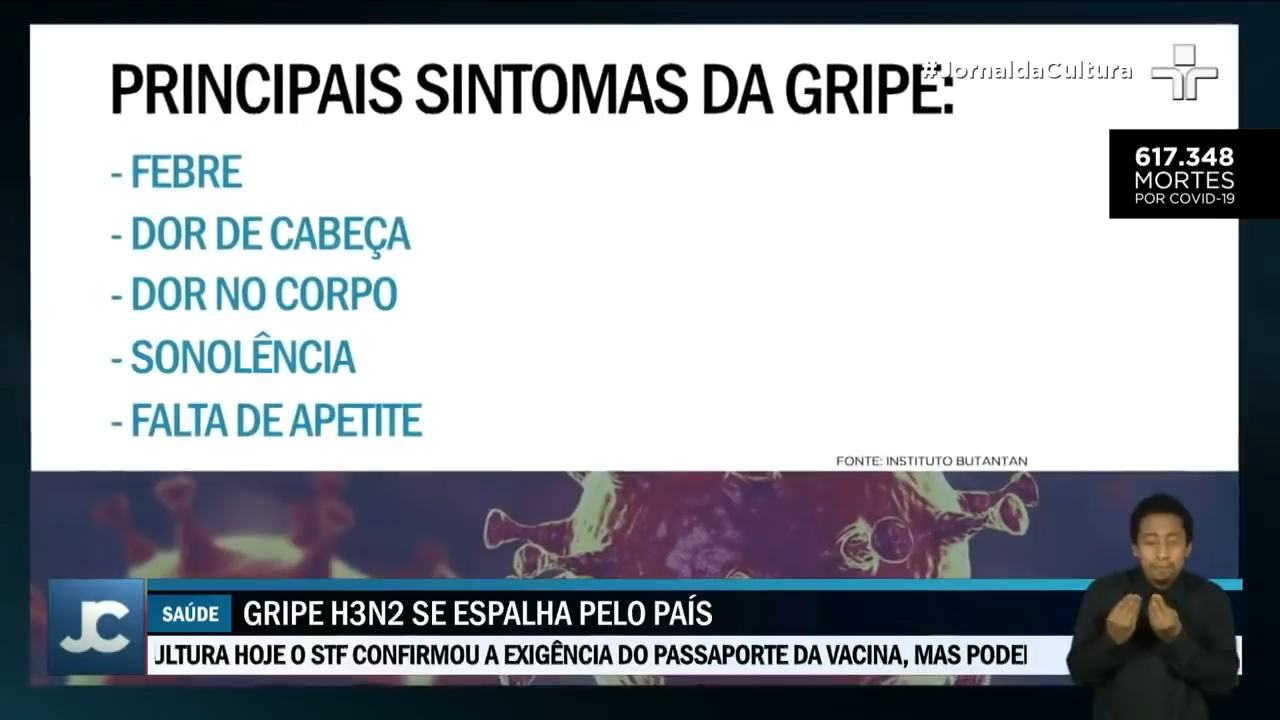 PRINCIPAIS SINTOMAS DA GRIPE:
#JornaldaCultura
617.348
MORTES
POR COVID-19
- FEBRE
- DOR DE CABEÇA
- DOR NO CORPO
- SONOLÊNCIA
- FALTA DE APETITE
FONTE: INSTITUTO BUTANTAN
JC
SAÚDE
GRIPE H3N2 SE ESPALHA PELO PAÍS
ULTURA HOJE O STF CONFIRMOU A EXIGÊNCIA DO PASSAPORTE DA VACINA, MAS PODE